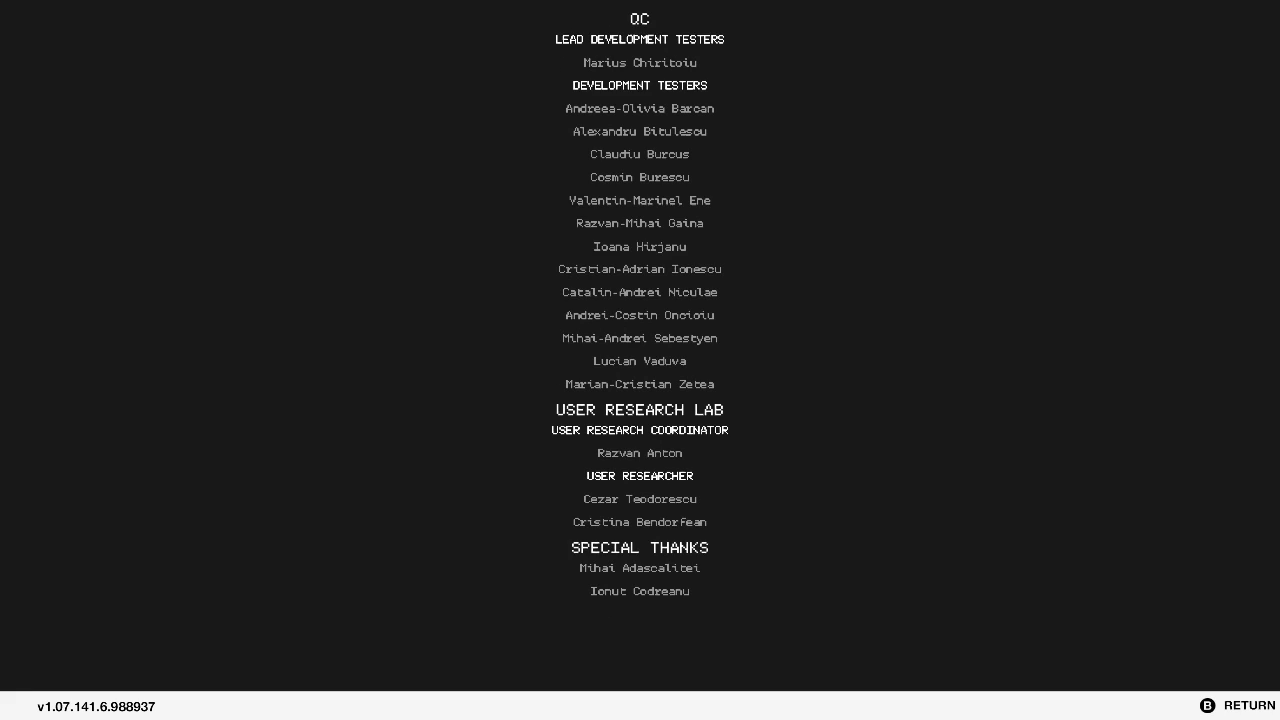 QC
LEAD DEVELOPMENT TESTERS
Marius Chiritoiu
DEVELOPMENT TESTERS
Andreea-Olivia Barcan
Alexandru Bitulescu
Claudiu Burcus
Cosmin Burescu
Valentin-Marinel Ene
Razvan-Mihai Gaina
Ioana Hirjanu
Cristian-Adrian Ionescu
Catalin-Andrei Niculae
Andrei-Costin Oncioiu
Mihai-Andrei Sebestyen
Lucian Vaduva
Marian-Cristian Zetea
USER RESEARCH LAB
USER RESEARCH COORDINATOR
Razvan Anton
USER RESEARCHER
Cezar Teodorescu
Cristina Bendorfean
SPECIAL THANKS
Mihai Adascalitei
Ionut Codreanu
v1.07.141.6.988937
B RETURN